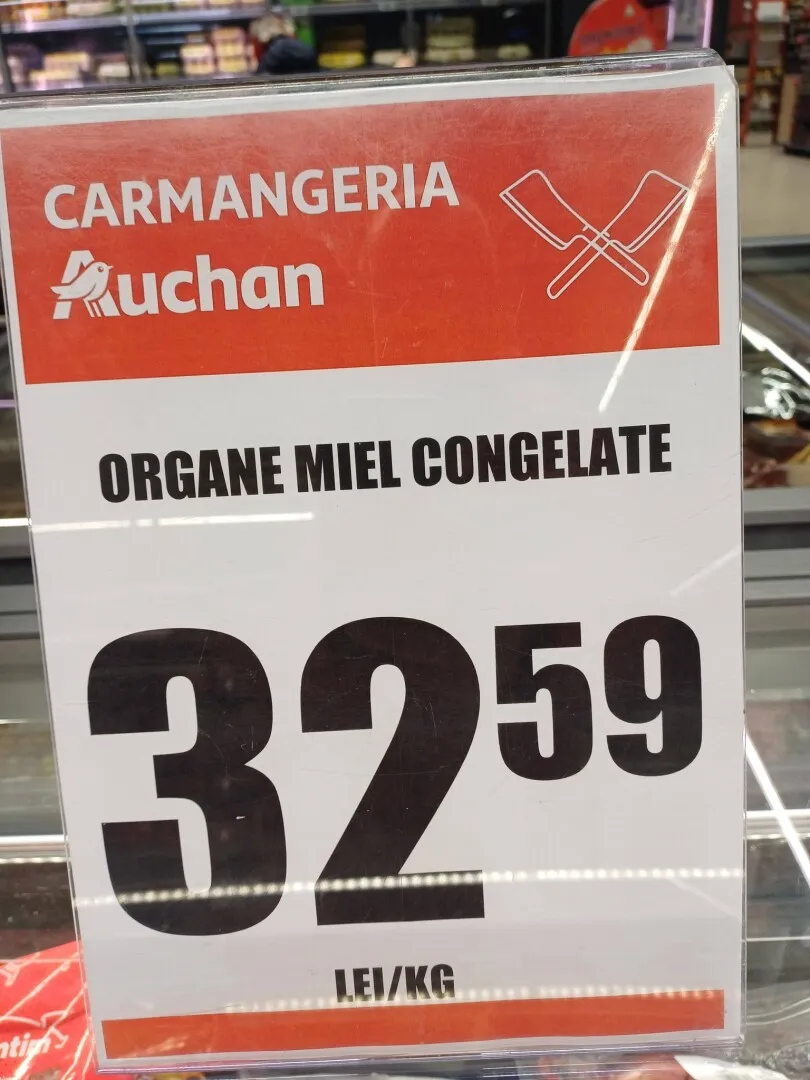 CARMANGERIA
Auchan
ORGANE MIEL CONGELATE
32 59
LEI/KG